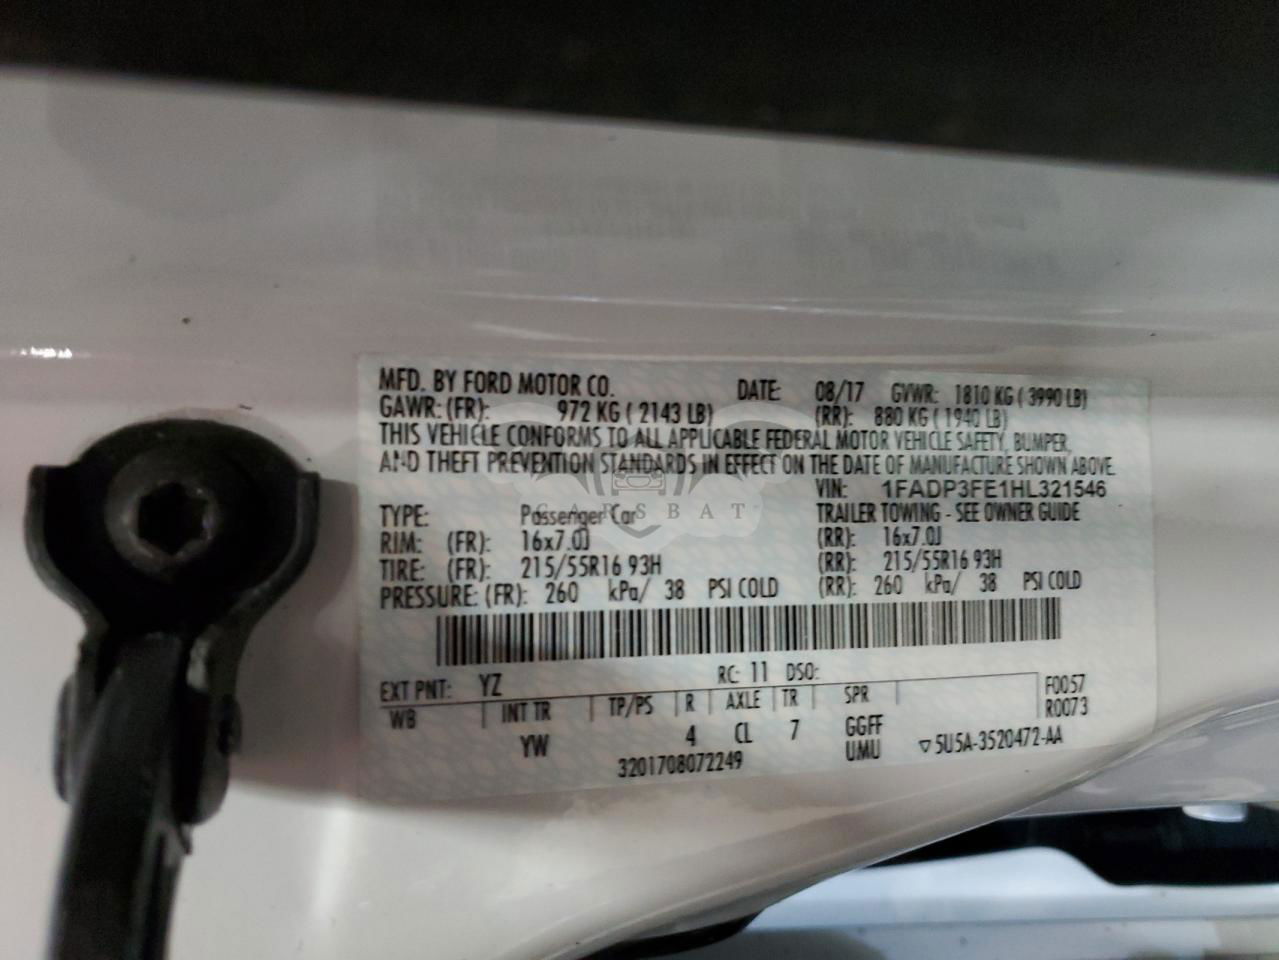 MFD. BY FORD MOTOR CO. DATE: 08/17 GVWR: 1810 KG ( 3990 LB)
GAWR: (FR): 972 KG ( 2143 LB) (RR): 880 KG ( 1940 LB)
THIS VEHICLE CONFORMS TO ALL APPLICABLE FEDERAL MOTOR VEHICLE SAFETY, BUMPER,
AND THEFT PREVENTION STANDARDS IN EFFECT ON THE DATE OF MANUFACTURE SHOWN ABOVE.
VIN: 1FADP3FE1HL321546
TYPE: Passenger Car TRAILER TOWING - SEE OWNER GUIDE
RIM: (FR): 16x7.0J (RR): 16x7.0J
TIRE: (FR): 215/55R16 93H (RR): 215/55R16 93H
PRESSURE: (FR): 260 kPa/ 38 PSI COLD (RR): 260 kPa/ 38 PSI COLD
EXT PNT: YZ RC: 11 DSO: F0057
WB INT TR TP/PS R AXLE TR SPR R0073
YW 4 CL 7 GGFF
3201708072249 UMU ▽5U5A-3520472-AA
CARSBAT